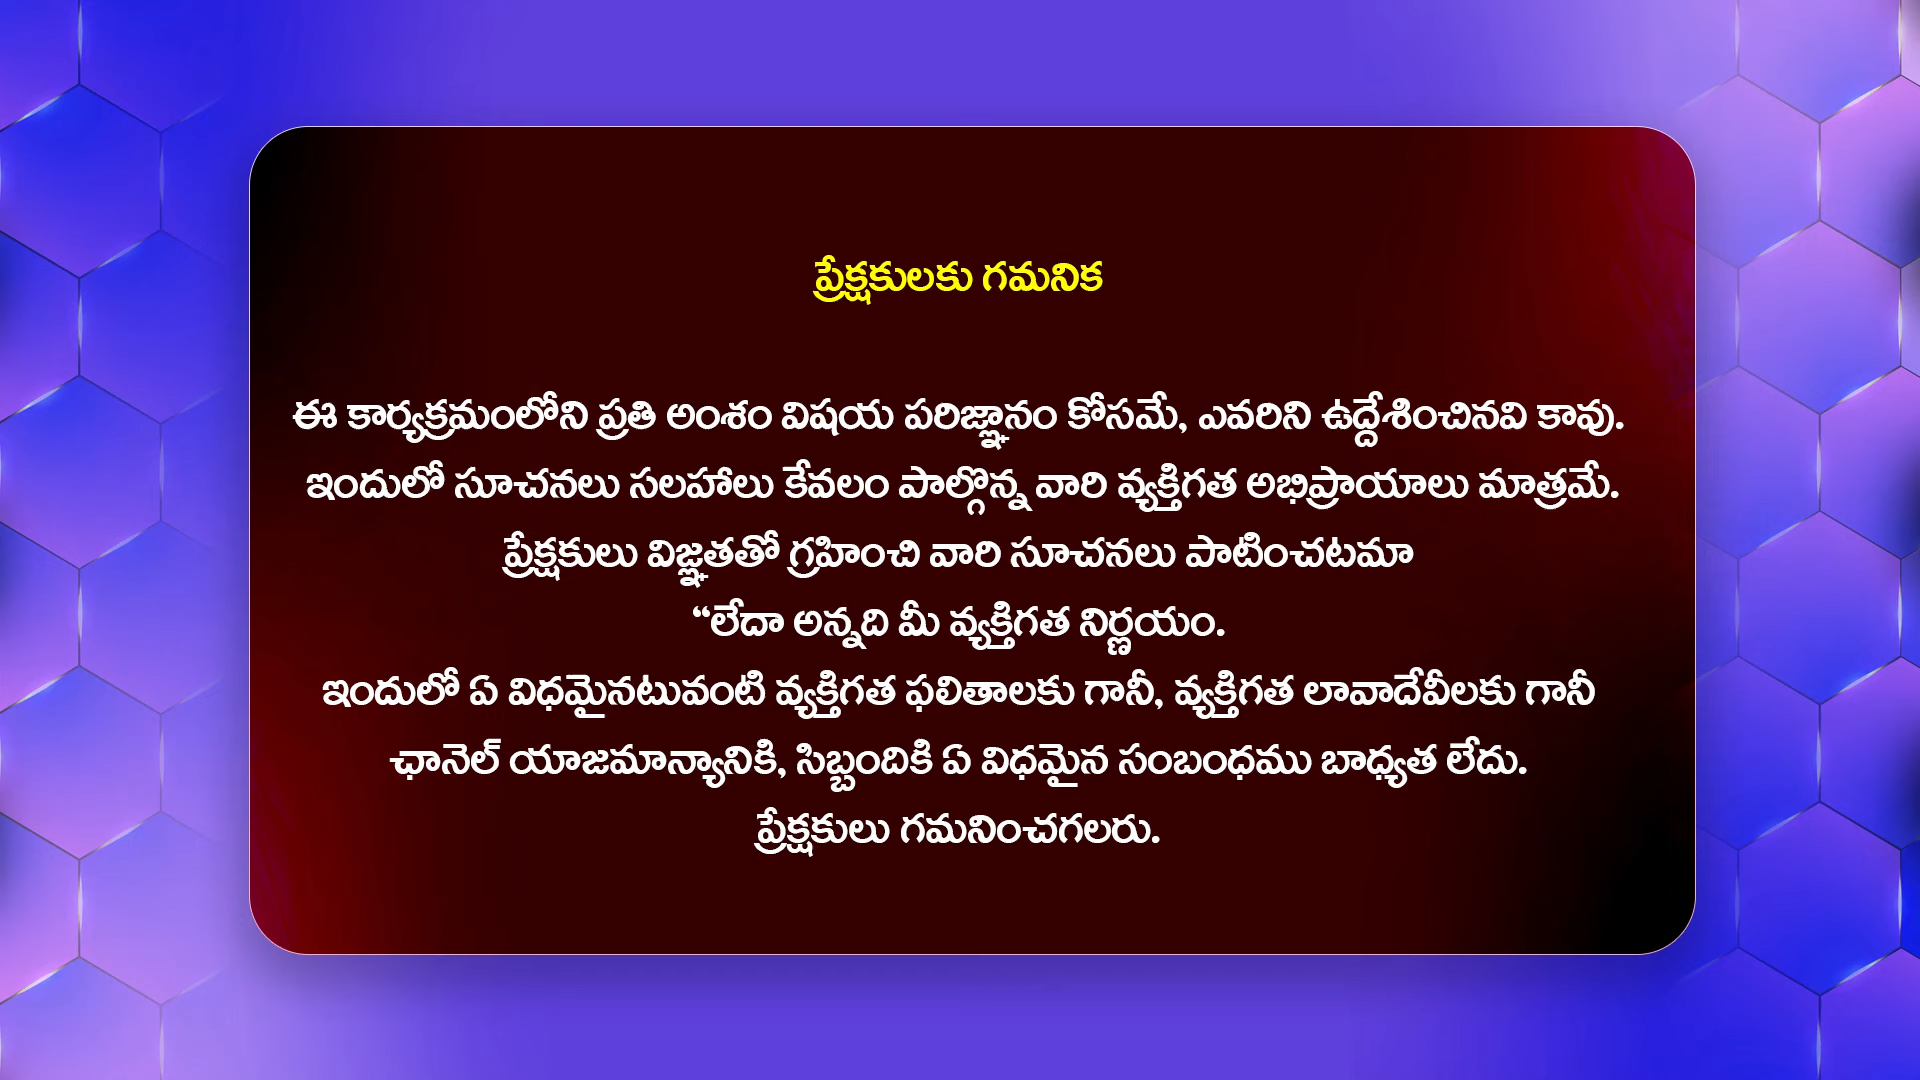 ప్రేక్షకులకు గమనిక
ఈ కార్యక్రమంలోని ప్రతి అంశం విషయ పరిజ్ఞానం కోసమే, ఎవరిని ఉద్దేశించినవి కావు.
ఇందులో సూచనలు సలహాలు కేవలం పాల్గొన్న వారి వ్యక్తిగత అభిప్రాయాలు మాత్రమే.
ప్రేక్షకులు విజ్ఞతతో గ్రహించి వారి సూచనలు పాటించటమా
“లేదా అన్నది మీ వ్యక్తిగత నిర్ణయం.
ఇందులో ఏ విధమైనటువంటి వ్యక్తిగత ఫలితాలకు గానీ, వ్యక్తిగత లావాదేవీలకు గానీ
ఛానెల్ యాజమాన్యానికి, సిబ్బందికి ఏ విధమైన సంబంధము బాధ్యత లేదు.
ప్రేక్షకులు గమనించగలరు.